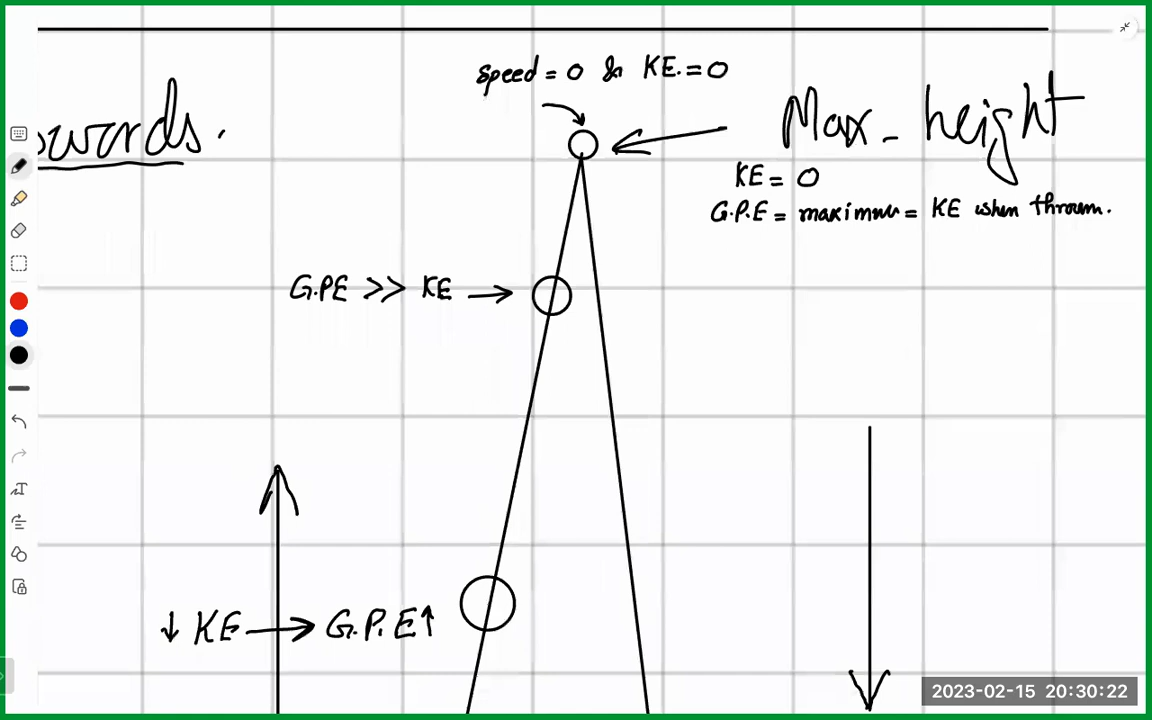 speed = 0 & KE. = 0
wards.
Max. height
KE = 0
G.P.E = maximum = KE when thrown.
G.PE >> KE →
↓ KE → G.P.E↑
2023-02-15 20:30:22